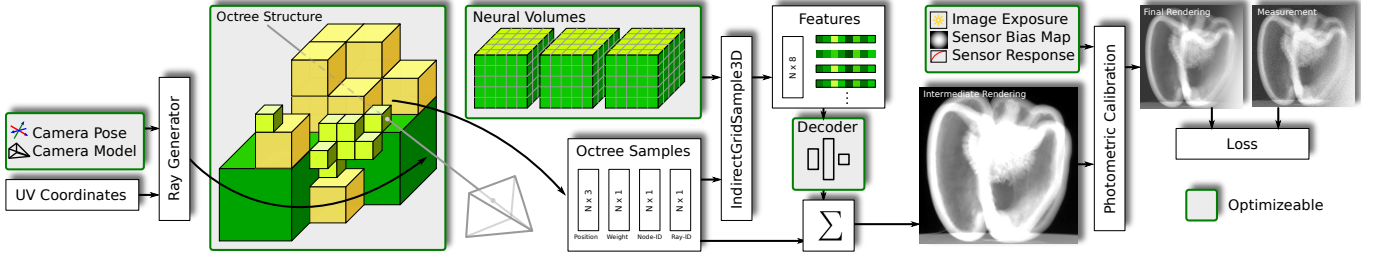 Camera Pose
Camera Model
UV Coordinates
Ray Generator
Octree Structure
Neural Volumes
Octree Samples
N x 3
N x 1
N x 1
N x 1
Position
Weight
Node-ID
Ray-ID
IndirectGridSample3D
Features
N x 8
Decoder
Σ
Intermediate Rendering
Image Exposure
Sensor Bias Map
Sensor Response
Photometric Calibration
Final Rendering
Measurement
Loss
Optimizeable